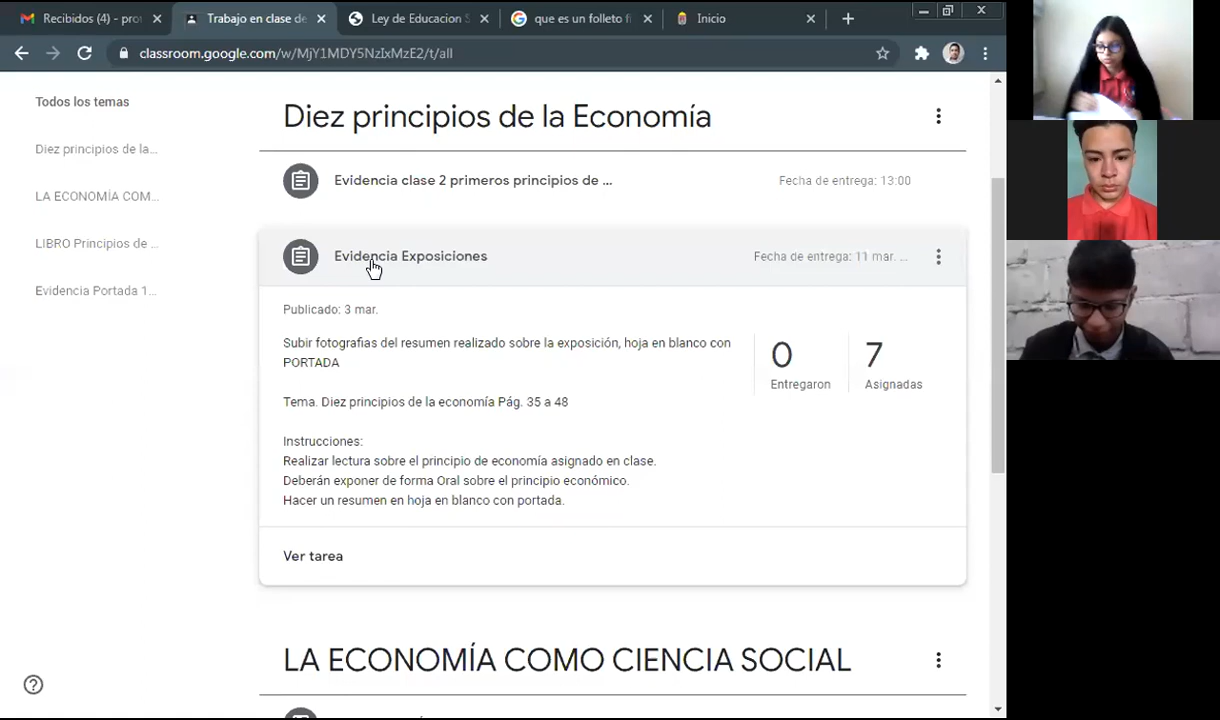 Recibidos (4) - pro
Trabajo en clase de
Ley de Educacion S
que es un folleto fi
Inicio
classroom.google.com/w/MjY1MDY5NzIxMzE2/t/all
Todos los temas
Diez principios de la...
LA ECONOMÍA COM...
LIBRO Principios de ...
Evidencia Portada 1...
Diez principios de la Economía
Evidencia clase 2 primeros principios de ...
Fecha de entrega: 13:00
Evidencia Exposiciones
Fecha de entrega: 11 mar. ...
Publicado: 3 mar.
Subir fotografias del resumen realizado sobre la exposición, hoja en blanco con
PORTADA
Tema. Diez principios de la economía Pág. 35 a 48
Instrucciones:
Realizar lectura sobre el principio de economía asignado en clase.
Deberán exponer de forma Oral sobre el principio económico.
Hacer un resumen en hoja en blanco con portada.
0
Entregaron
7
Asignadas
Ver tarea
LA ECONOMÍA COMO CIENCIA SOCIAL